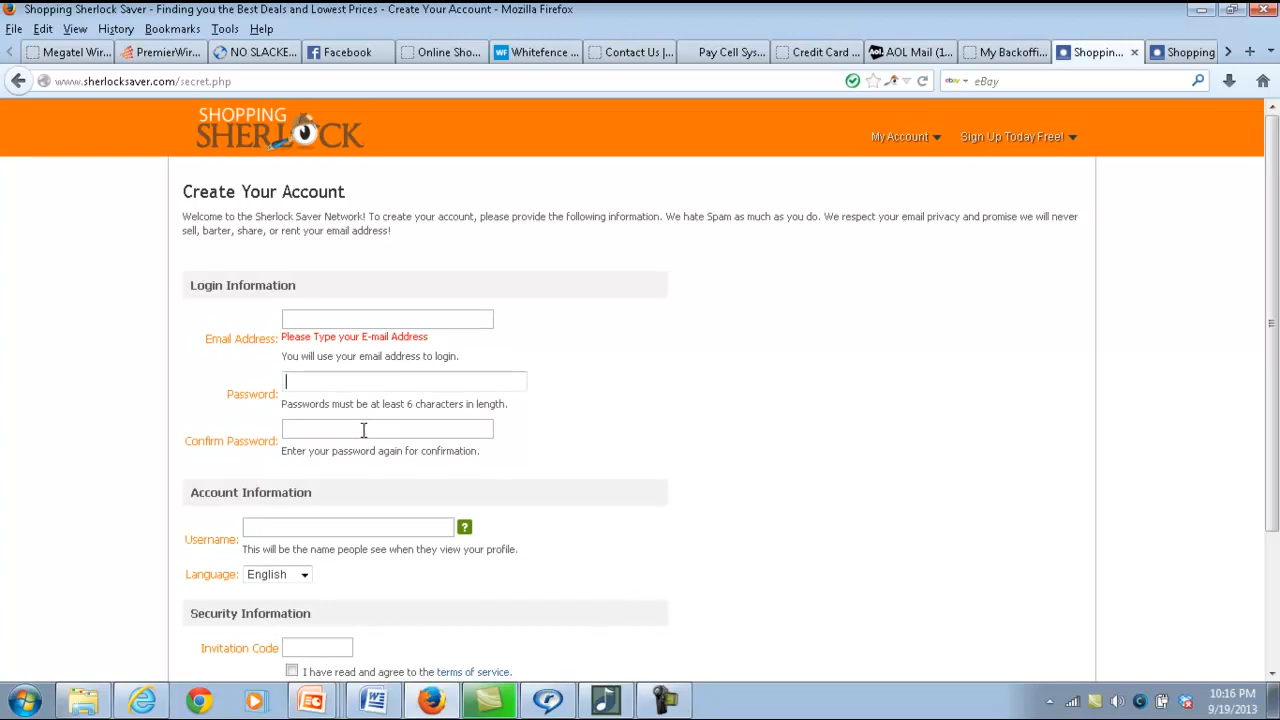 Shopping Sherlock Saver - Finding you the Best Deals and Lowest Prices - Create Your Account - Mozilla Firefox
File Edit View History Bookmarks Tools Help
Megatel Wir... PremierWir... NO SLACKE... Facebook Online Sho... Whitefence ... Contact Us |... Pay Cell Sys... Credit Card ... AOL Mail (1... My Backoffi... Shoppin... Shopping
www.sherlocksaver.com/secret.php eBay
SHOPPING
SHERLOCK
My Account Sign Up Today Free!
Create Your Account
Welcome to the Sherlock Saver Network! To create your account, please provide the following information. We hate Spam as much as you do. We respect your email privacy and promise we will never
sell, barter, share, or rent your email address!
Login Information
Email Address:
Please Type your E-mail Address
You will use your email address to login.
Password:
Passwords must be at least 6 characters in length.
Confirm Password:
Enter your password again for confirmation.
Account Information
Username:
?
This will be the name people see when they view your profile.
Language: English
Security Information
Invitation Code
I have read and agree to the terms of service.
10:16 PM
9/19/2013